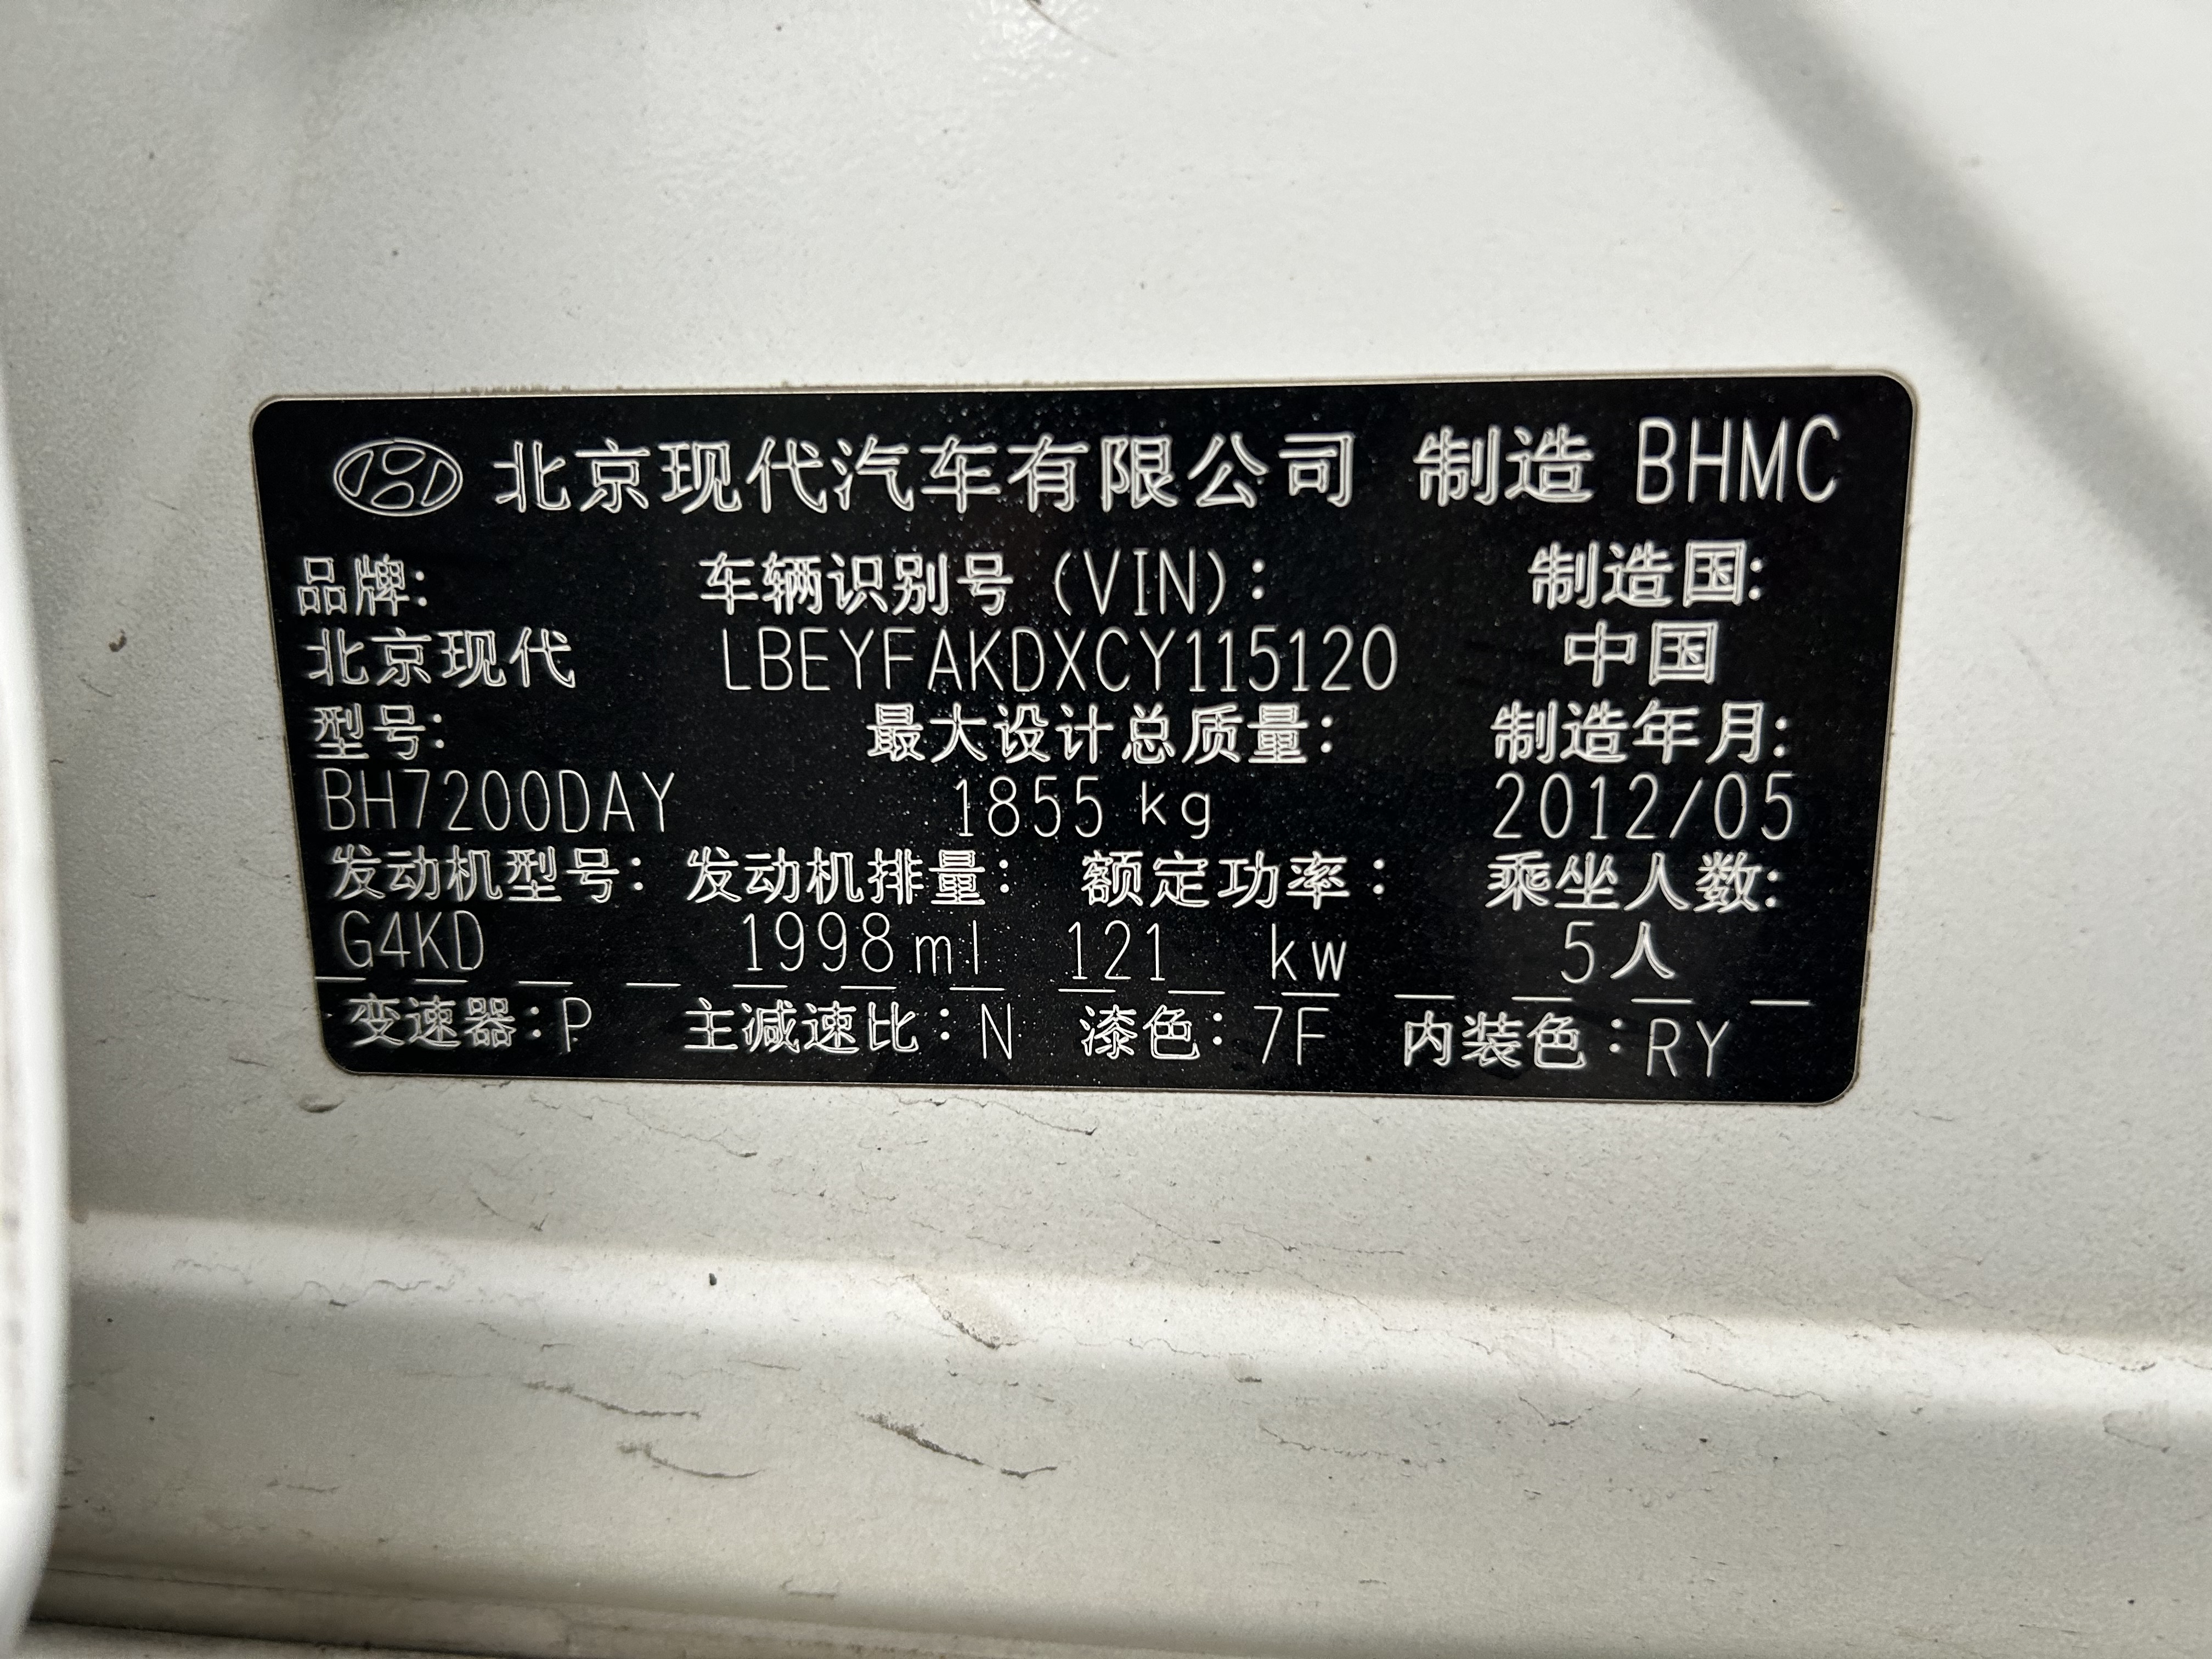 北京现代汽车有限公司 制造 BHMC
品牌: 车辆识别号 (VIN): 制造国:
北京现代 LBEYFAKDXCY115120 中国
型号: 最大设计总质量: 制造年月:
BH7200DAY 1855 kg 2012/05
发动机型号: 发动机排量: 额定功率: 乘坐人数:
G4KD 1998ml 121 kw 5人
变速器:P 主减速比:N 漆色:7F 内装色:RY